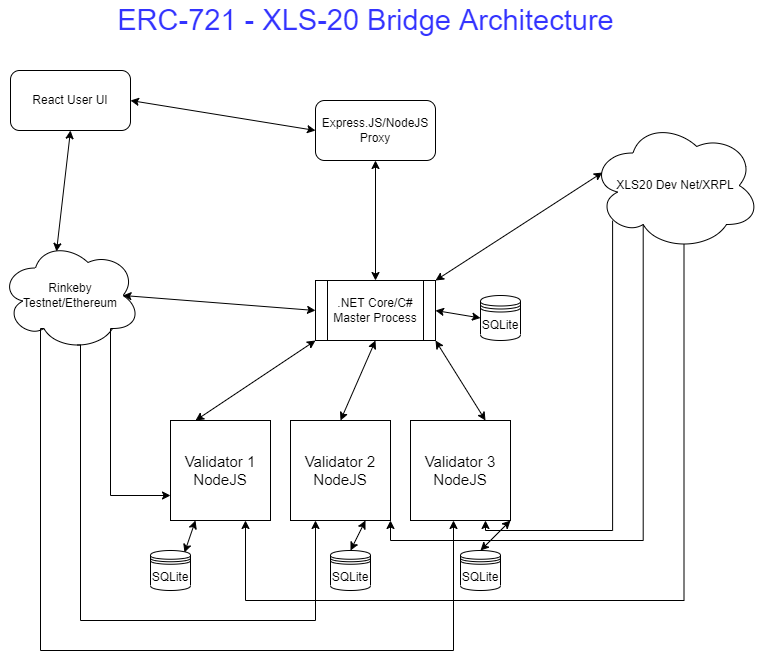 ERC-721 - XLS-20 Bridge Architecture
React User UI
Express.JS/NodeJS
Proxy
XLS20 Dev Net/XRPL
Rinkeby
Testnet/Ethereum
.NET Core/C#
Master Process
SQLite
Validator 1
NodeJS
Validator 2
NodeJS
Validator 3
NodeJS
SQLite
SQLite
SQLite